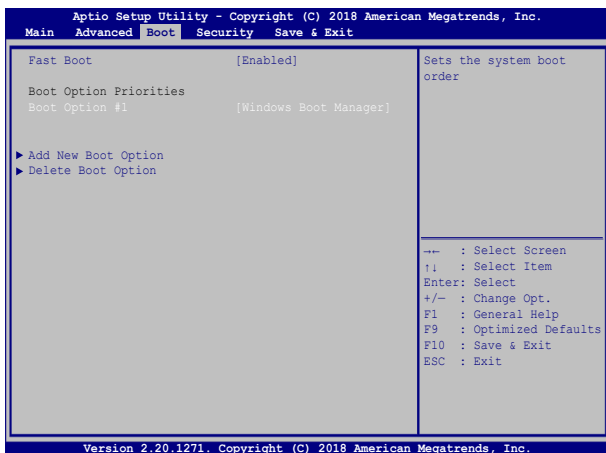 Aptio Setup Utility - Copyright (C) 2018 American Megatrends, Inc.
Main Advanced Boot Security Save & Exit
Fast Boot [Enabled]
Boot Option Priorities
Boot Option #1 [Windows Boot Manager]
▶ Add New Boot Option
▶ Delete Boot Option
Sets the system boot
order
→← : Select Screen
↑↓ : Select Item
Enter: Select
+/— : Change Opt.
F1 : General Help
F9 : Optimized Defaults
F10 : Save & Exit
ESC : Exit
Version 2.20.1271. Copyright (C) 2018 American Megatrends, Inc.